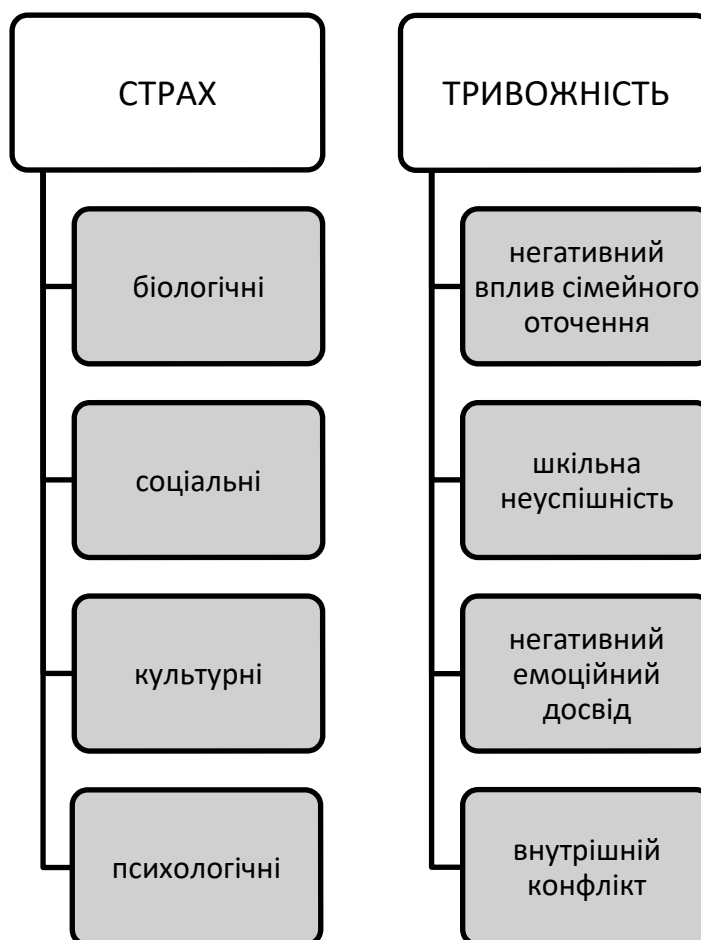 СТРАХ
біологічні
соціальні
культурні
психологічні
ТРИВОЖНІСТЬ
негативний
вплив сімейного
оточення
шкільна
неуспішність
негативний
емоційний
досвід
внутрішній
конфлікт